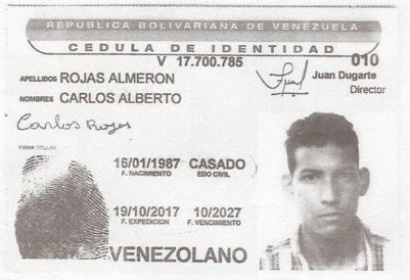 REPUBLICA BOLIVARIANA DE VENEZUELA
CEDULA DE IDENTIDAD
V 17.700.785
010
APELLIDOS ROJAS ALMERON
Juan Dugarte
Director
NOMBRES CARLOS ALBERTO
Carlos Rojas
FIRMA TITULAR
16/01/1987 CASADO
F. NACIMIENTO EDO CIVIL
19/10/2017 10/2027
F. EXPEDICION F. VENCIMIENTO
VENEZOLANO